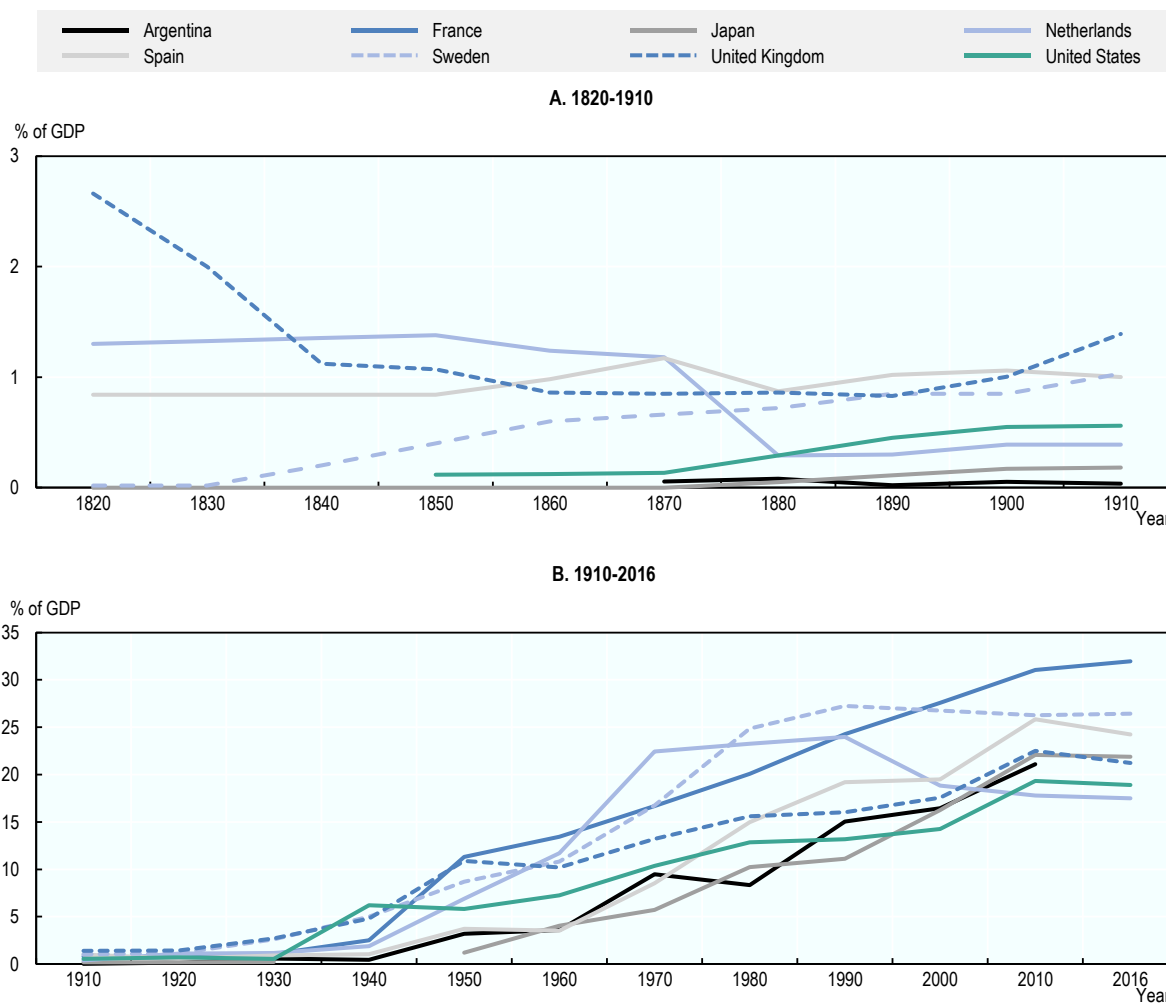 Argentina France Japan Netherlands
Spain Sweden United Kingdom United States
A. 1820-1910
% of GDP
3
2
1
0
1820 1830 1840 1850 1860 1870 1880 1890 1900 1910
Year
B. 1910-2016
% of GDP
35
30
25
20
15
10
5
0
1910 1920 1930 1940 1950 1960 1970 1980 1990 2000 2010 2016
Year